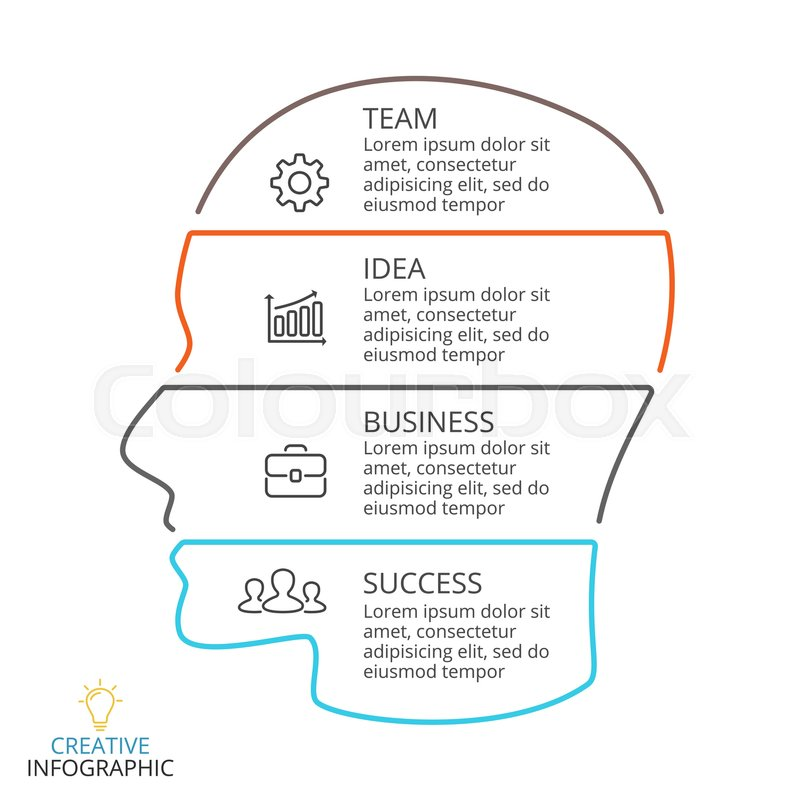 TEAM
Lorem ipsum dolor sit
amet, consectetur
adipisicing elit, sed do
eiusmod tempor
IDEA
Lorem ipsum dolor sit
amet, consectetur
adipisicing elit, sed do
eiusmod tempor
Colourbox
BUSINESS
Lorem ipsum dolor sit
amet, consectetur
adipisicing elit, sed do
eiusmod tempor
SUCCESS
Lorem ipsum dolor sit
amet, consectetur
adipisicing elit, sed do
eiusmod tempor
CREATIVE
INFOGRAPHIC